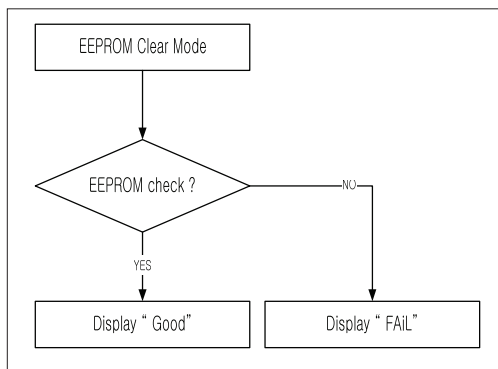 EEPROM Clear Mode
EEPROM check ?
NO
YES
Display “ Good”
Display “ FAiL”